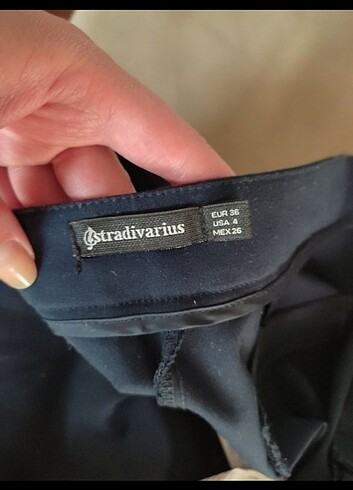 stradivarius
EUR 36
USA 4
MEX 26